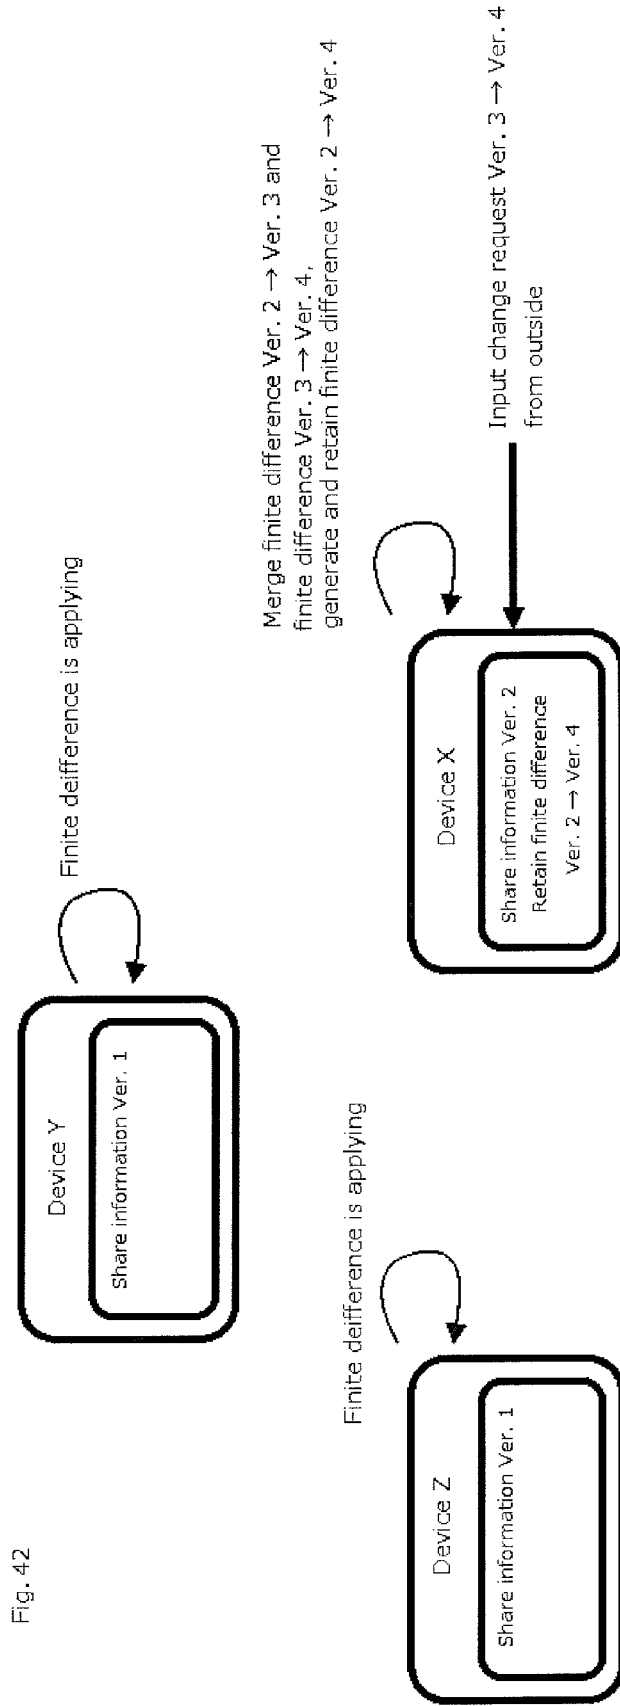 Fig. 42
Finite deifference is applying
Device Y
Share information Ver. 1
Merge finite difference Ver. 2 → Ver. 3 and
finite difference Ver. 3 → Ver. 4,
generate and retain finite difference Ver. 2 → Ver. 4
Finite deifference is applying
Device Z
Share information Ver. 1
Device X
Share information Ver. 2
Retain finite difference
Ver. 2 → Ver. 4
Input change request Ver. 3 → Ver. 4
from outside